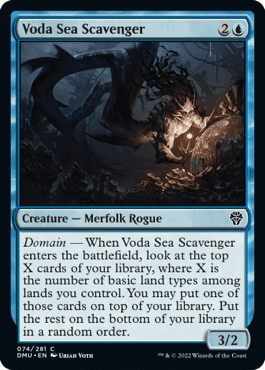 Voda Sea Scavenger 2
Creature — Merfolk Rogue
Domain — When Voda Sea Scavenger
enters the battlefield, look at the top
X cards of your library, where X is
the number of basic land types among
lands you control. You may put one of
those cards on top of your library. Put
the rest on the bottom of your library
in a random order.
3/2
074/281 C
DMU • EN Uriah Voth
™ & © 2022 Wizards of the Coast